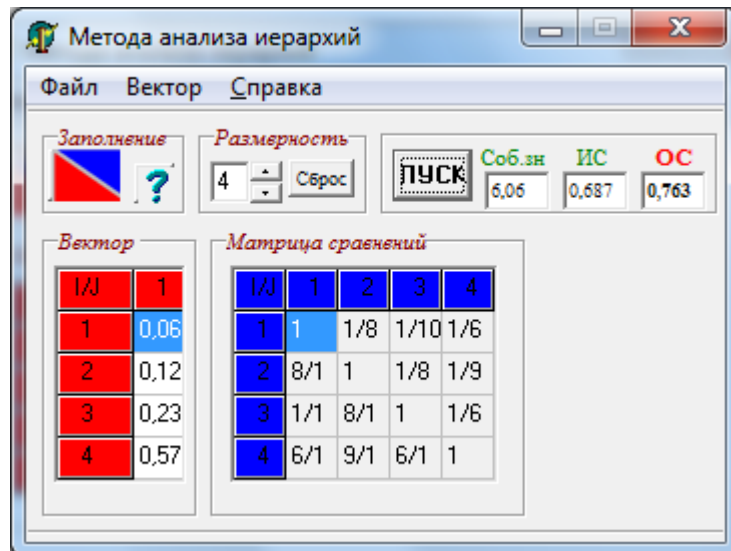 Метода анализа иерархий
Файл Вектор Справка
Заполнение Размерность
Соб.зн ИС ОС
? 4 Сброс ПУСК 6,06 0,687 0,763
Вектор Матрица сравнений
I/J 1 I/J 1 2 3 4
1 0,06 1 1 1/8 1/10 1/6
2 0,12 2 8/1 1 1/8 1/9
3 0,23 3 1/1 8/1 1 1/6
4 0,57 4 6/1 9/1 6/1 1